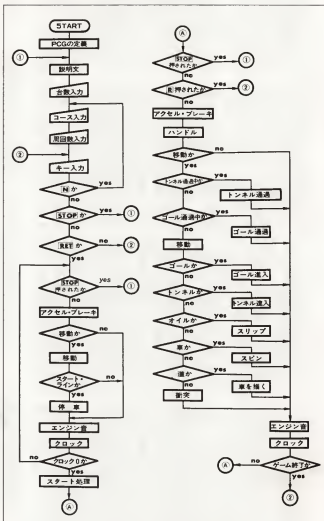 START
PCGの定義
①
説明文
台数入力
コース入力
周回数入力
②
キー入力
Nか
yes
no
STOPか
yes
①
no
RETか
no
②
yes
STOP
押されたか
yes
①
no
アクセル・ブレーキ
移動か
no
yes
移動
スタート・
ラインか
no
yes
停車
エンジン音
クロック
no
クロック0か
yes
スタート処理
Ⓐ
Ⓐ
STOP
押されたか
yes
①
no
R 押されたか
yes
②
no
アクセル・ブレーキ
ハンドル
移動か
no
yes
トンネル通過中か
yes
トンネル通過
no
ゴール通過中か
yes
ゴール通過
no
移動
ゴールか
yes
ゴール進入
no
トンネルか
yes
トンネル進入
no
オイルか
yes
スリップ
no
車か
yes
スピン
no
道か
yes
車を描く
no
衝突
エンジン音
クロック
Ⓐ
no
ゲーム終了か
yes
②